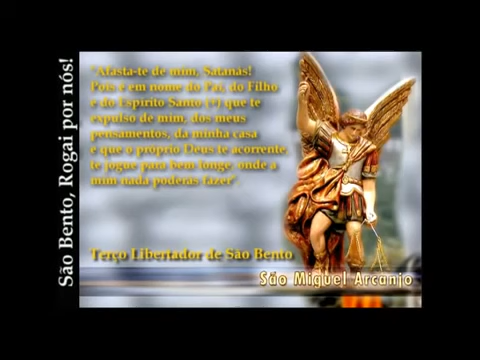 São Bento, Rogai por nós!
"Afasta-te de mim, Satanás!
Pois é em nome do Pai, do Filho
e do Espírito Santo (+) que te
expulso de mim, dos meus
pensamentos, da minha casa
e que o próprio Deus te acorrente,
te jogue para bem longe, onde a
mim nada poderás fazer".
Terço Libertador de São Bento
São Miguel Arcanjo